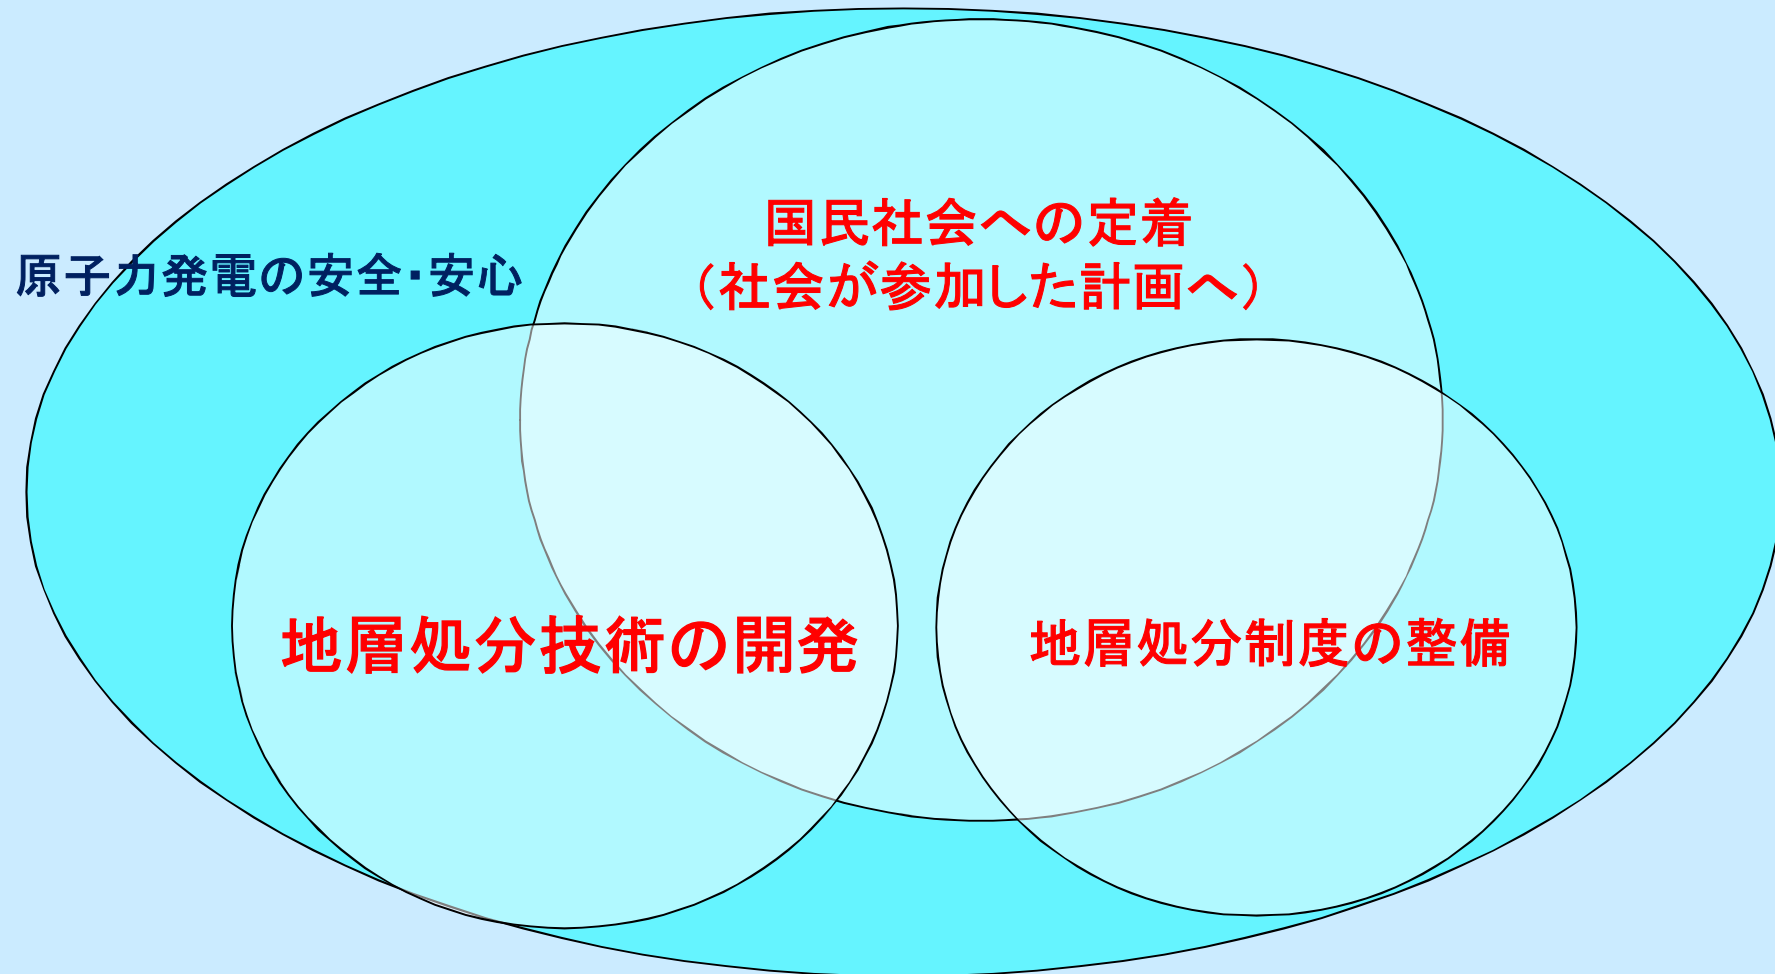 国民社会への定着
（社会が参加した計画へ）
原子力発電の安全・安心
地層処分技術の開発
地層処分制度の整備